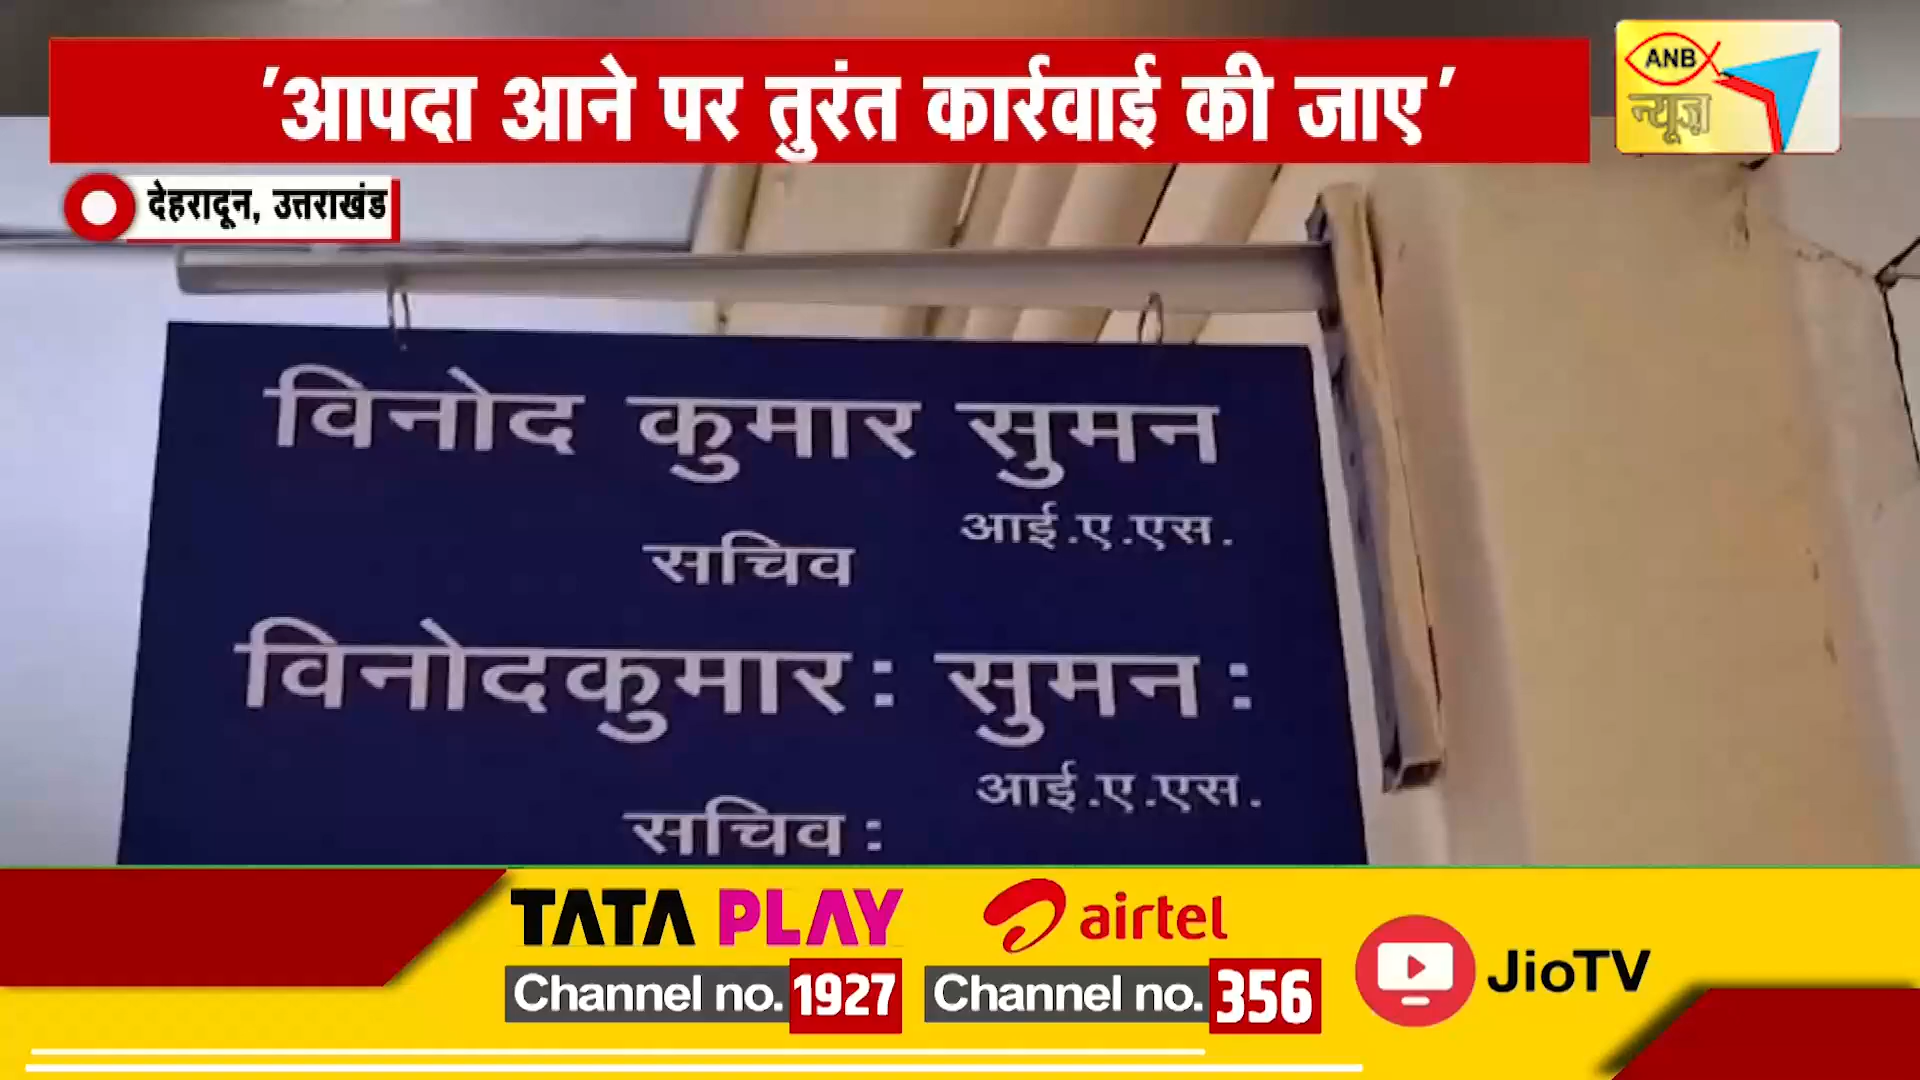 'आपदा आने पर तुरंत कार्रवाई की जाए'
ANB
न्यूज़
देहरादून, उत्तराखंड
विनोद कुमार सुमन
आई.ए.एस.
सचिव
विनोदकुमार: सुमन:
आई.ए.एस.
सचिव:
TATA PLAY
Channel no. 1927
airtel
Channel no. 356
JioTV